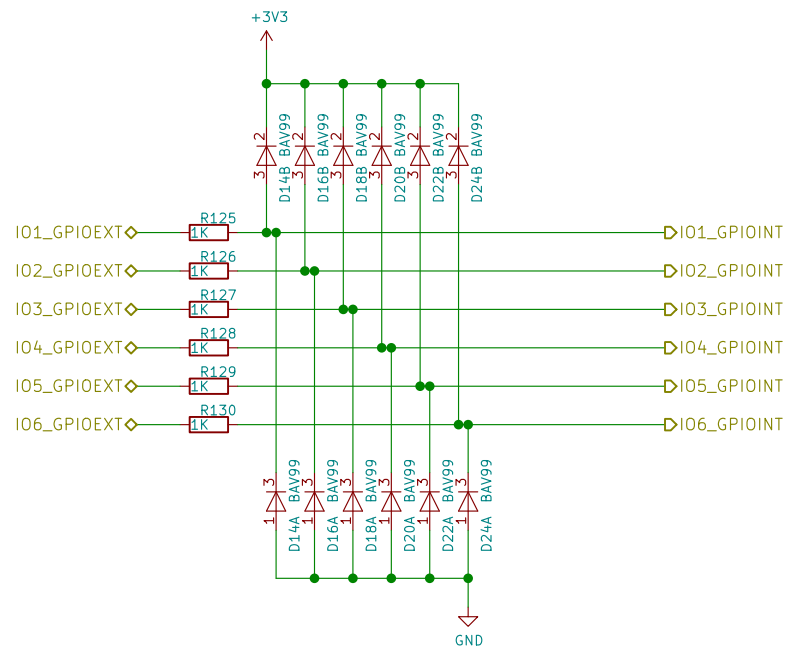 +3V3
2 2 2 2 2 2
3 3 3 3 3 3
D14B BAV99
D16B BAV99
D18B BAV99
D20B BAV99
D22B BAV99
D24B BAV99
IO1_GPIOEXT R125 1K IO1_GPIOINT
IO2_GPIOEXT R126 1K IO2_GPIOINT
IO3_GPIOEXT R127 1K IO3_GPIOINT
IO4_GPIOEXT R128 1K IO4_GPIOINT
IO5_GPIOEXT R129 1K IO5_GPIOINT
IO6_GPIOEXT R130 1K IO6_GPIOINT
3 3 3 3 3 3
1 1 1 1 1 1
D14A BAV99
D16A BAV99
D18A BAV99
D20A BAV99
D22A BAV99
D24A BAV99
GND